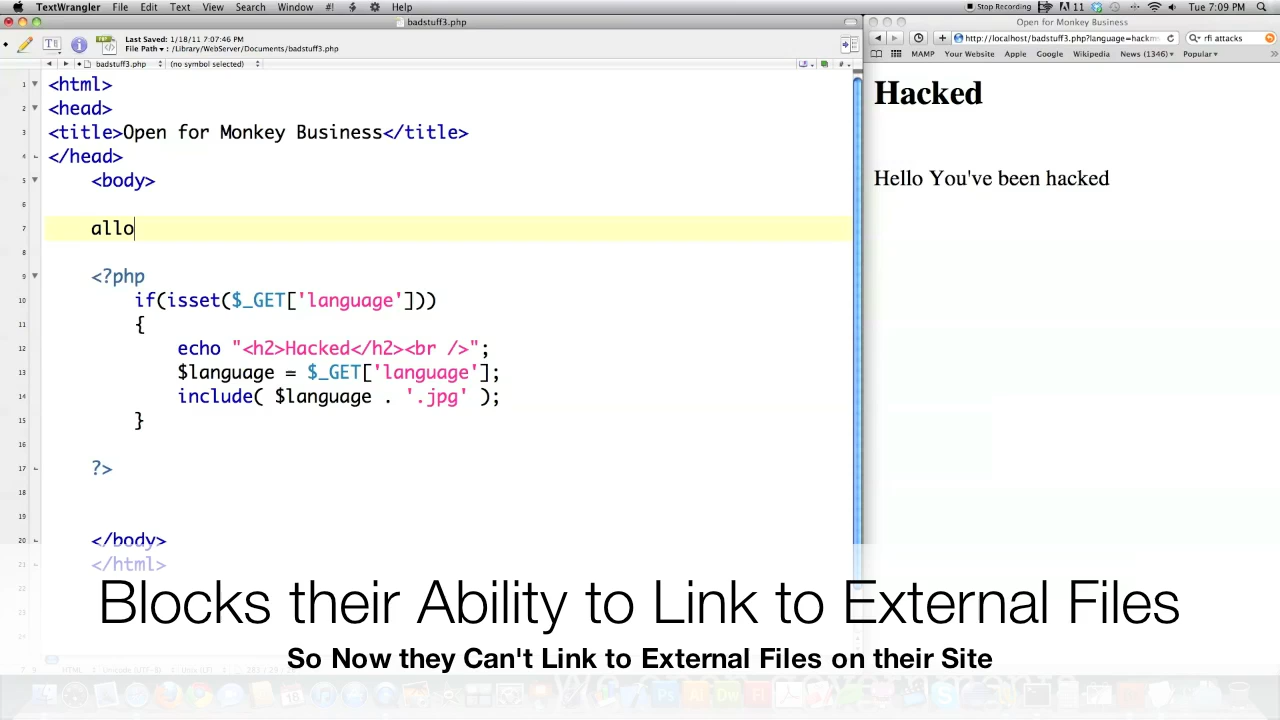 TextWrangler File Edit Text View Search Window #! Help Stop Recording 11 Tue 7:09 PM
badstuff3.php
Open for Monkey Business
Last Saved: 1/18/11 7:07:46 PM
File Path ▾: /Library/WebServer/Documents/badstuff3.php
http://localhost/badstuff3.php?language=hackm
rfi attacks
MAMP Your Website Apple Google Wikipedia News (1346) ▾ Popular ▾
badstuff3.php (no symbol selected)
1 <html>
2 <head>
3 <title>Open for Monkey Business</title>
4 </head>
5 <body>
6
7 allo
8
9 <?php
10 if(isset($_GET['language']))
11 {
12 echo "<h2>Hacked</h2><br />";
13 $language = $_GET['language'];
14 include( $language . '.jpg' );
15 }
16
17 ?>
18
19
20 </body>
21 </html>
22
Hacked
Hello You've been hacked
Blocks their Ability to Link to External Files
So Now they Can't Link to External Files on their Site